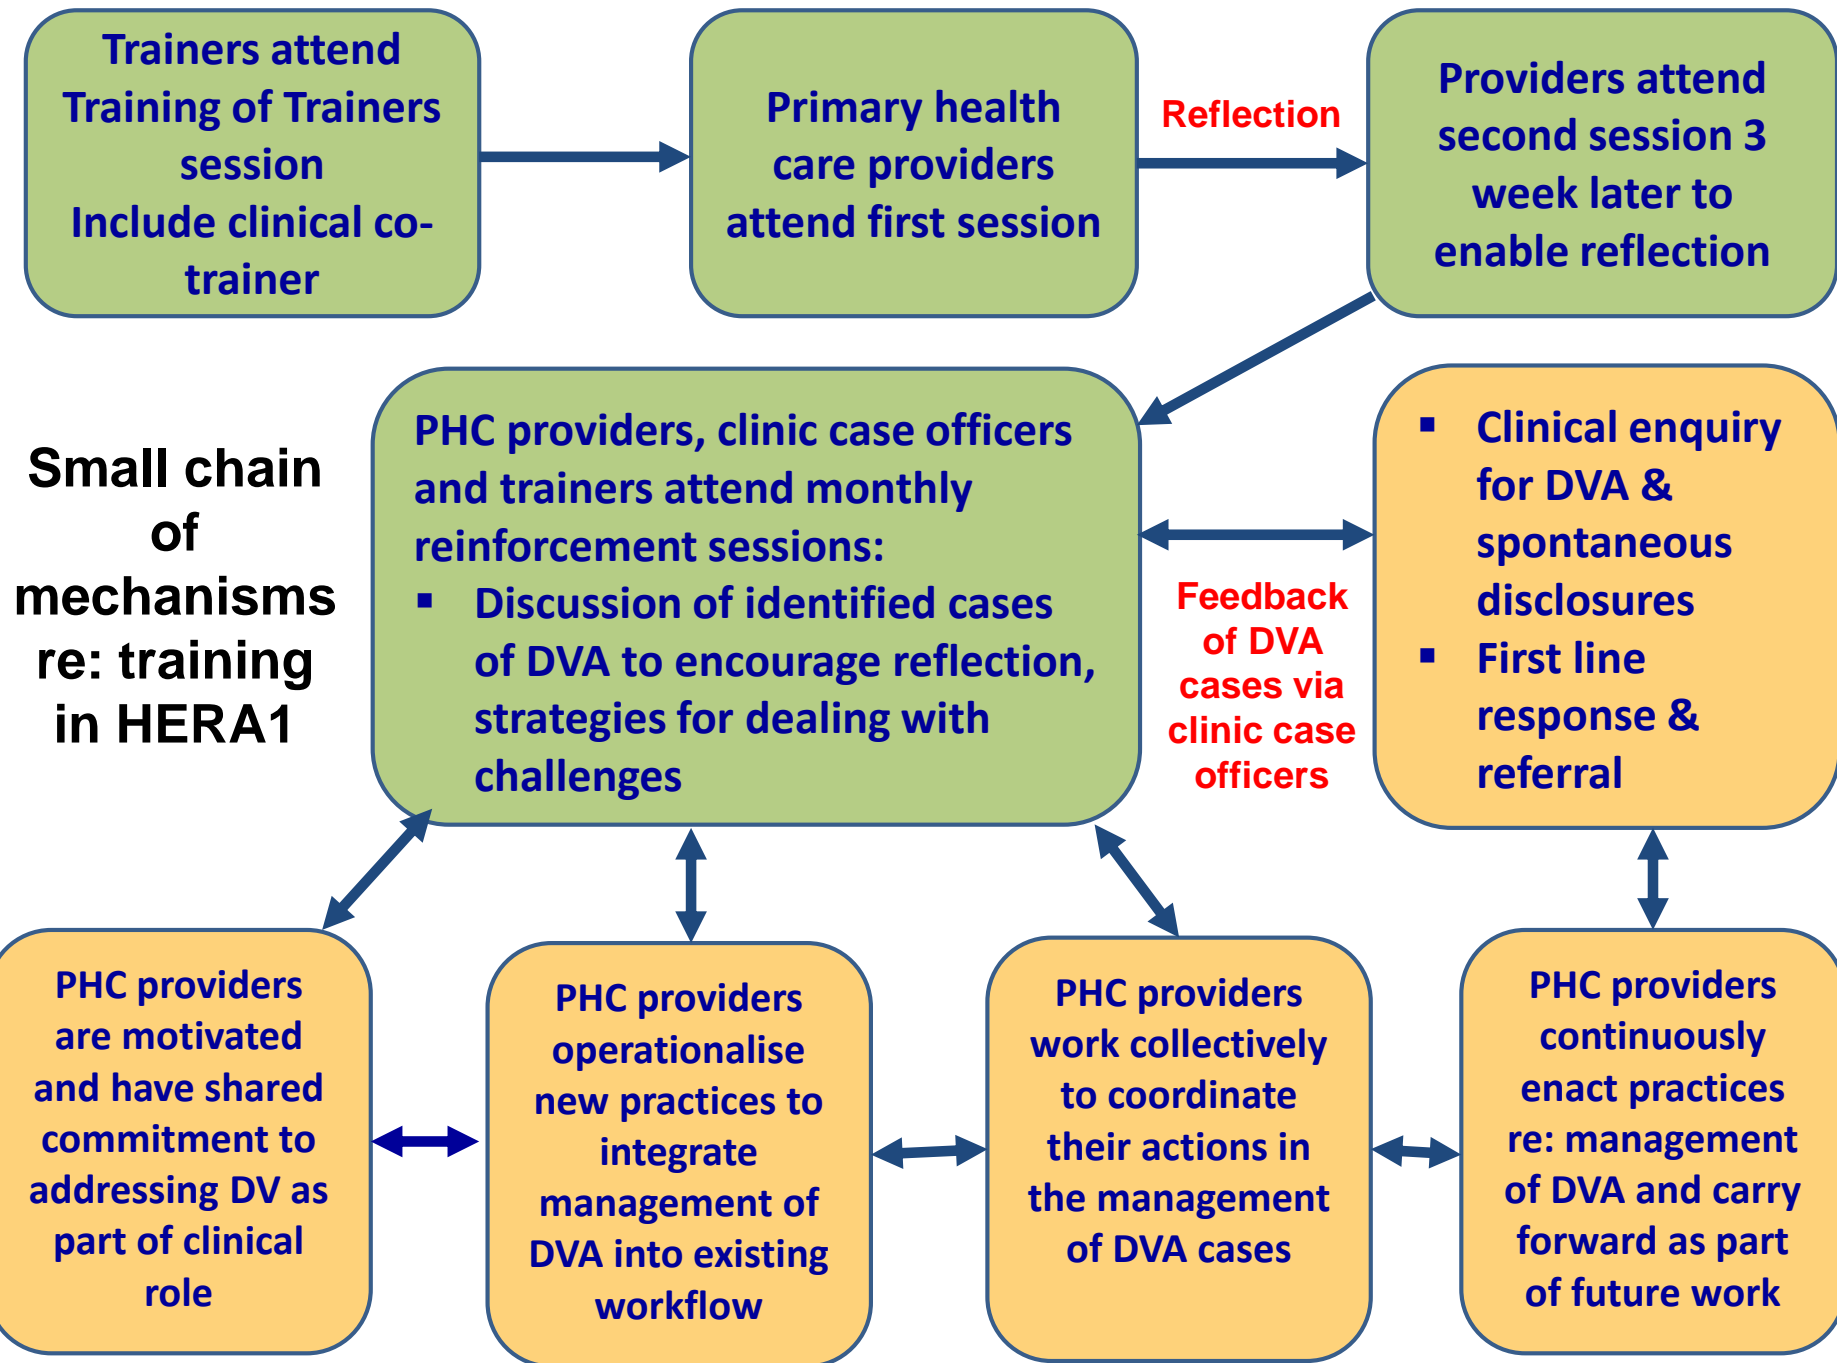 Trainers attend
Training of Trainers
session
Include clinical co-
trainer
Primary health
care providers
attend first session
Reflection
Providers attend
second session 3
week later to
enable reflection
Small chain
of
mechanisms
re: training
in HERA1
PHC providers, clinic case officers
and trainers attend monthly
reinforcement sessions:
▪ Discussion of identified cases
of DVA to encourage reflection,
strategies for dealing with
challenges
Feedback
of DVA
cases via
clinic case
officers
▪ Clinical enquiry
for DVA &
spontaneous
disclosures
▪ First line
response &
referral
PHC providers
are motivated
and have shared
commitment to
addressing DV as
part of clinical
role
PHC providers
operationalise
new practices to
integrate
management of
DVA into existing
workflow
PHC providers
work collectively
to coordinate
their actions in
the management
of DVA cases
PHC providers
continuously
enact practices
re: management
of DVA and carry
forward as part
of future work